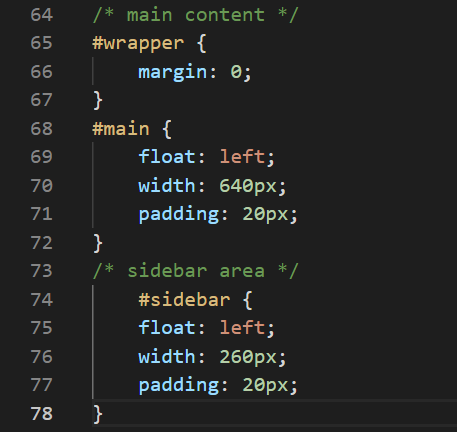 64 /* main content */
65 #wrapper {
66     margin: 0;
67 }
68 #main {
69     float: left;
70     width: 640px;
71     padding: 20px;
72 }
73 /* sidebar area */
74     #sidebar {
75     float: left;
76     width: 260px;
77     padding: 20px;
78 }